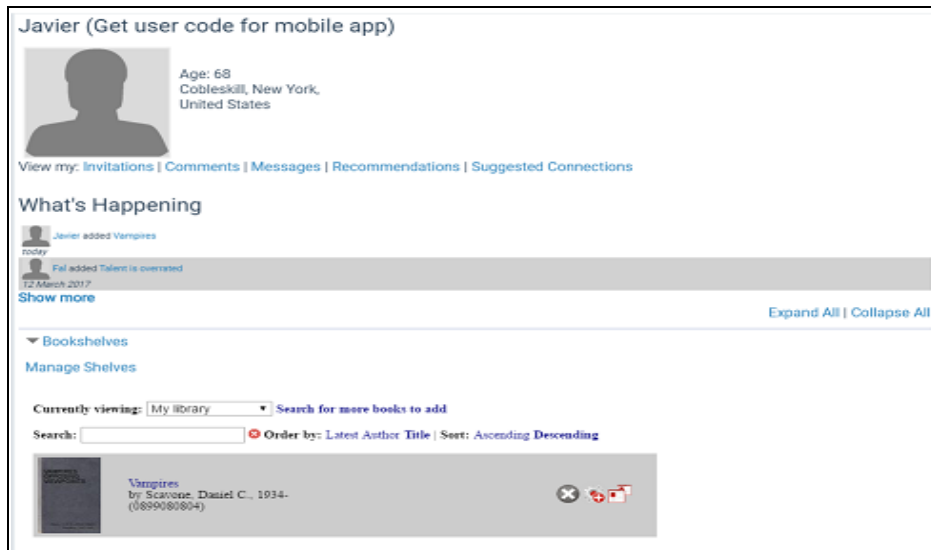 Javier (Get user code for mobile app)
Age: 68
Cobleskill, New York,
United States
View my: Invitations | Comments | Messages | Recommendations | Suggested Connections
What's Happening
Javier added Vampires
today
Fal added Talent is overrated
12 March 2017
Show more
Expand All | Collapse All
Bookshelves
Manage Shelves
Currently viewing: My library Search for more books to add
Search: Order by: Latest Author Title | Sort: Ascending Descending
VAMPIRES
OPPOSING
VIEWPOINTS
Vampires
by Scavone, Daniel C., 1934-
(0899080804)